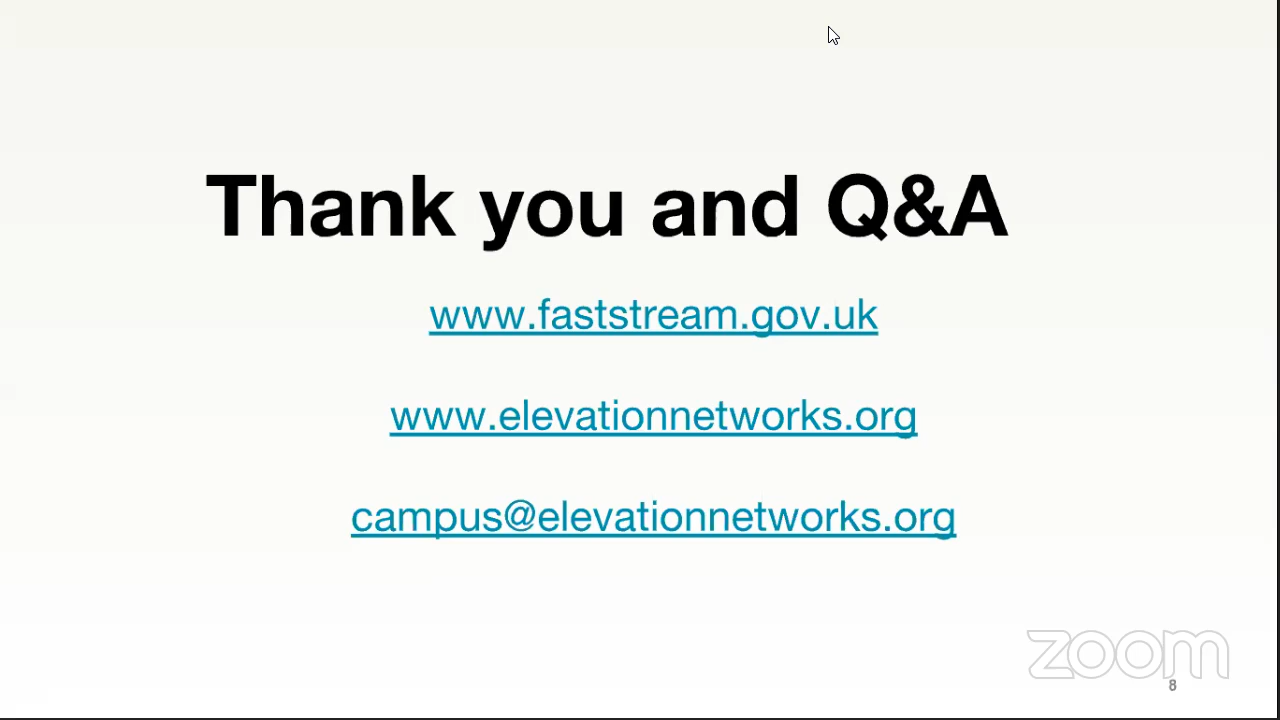 Thank you and Q&A
www.faststream.gov.uk
www.elevationnetworks.org
campus@elevationnetworks.org
zoom
8